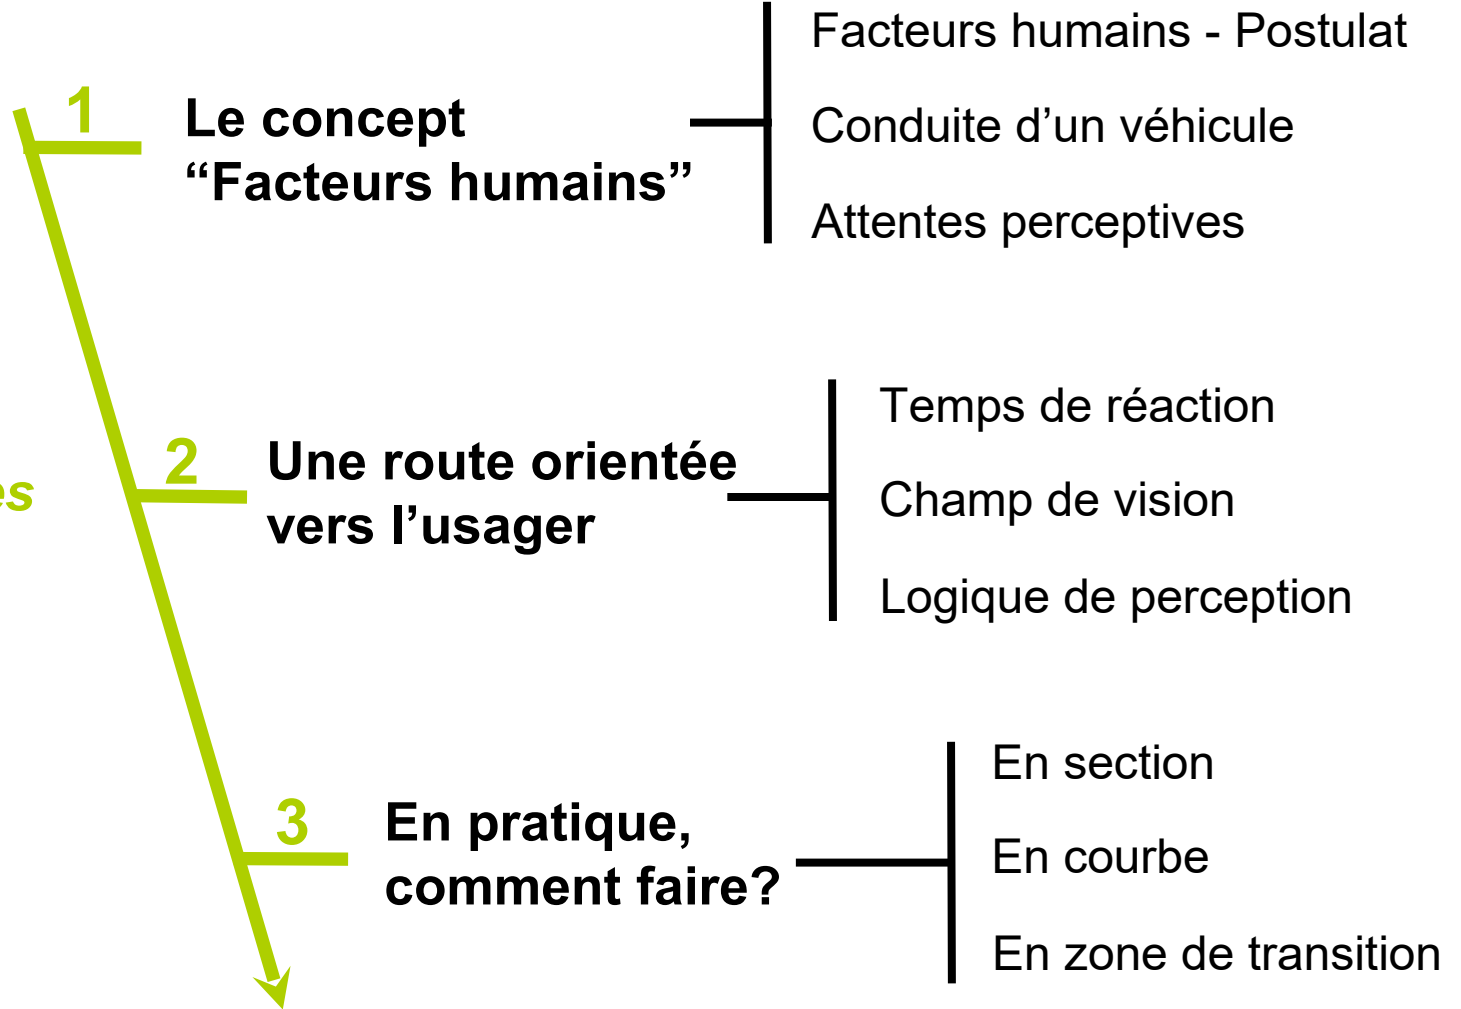 Facteurs humains - Postulat
1
Le concept
“Facteurs humains”
Conduite d’un véhicule
Attentes perceptives
2
Une route orientée
vers l’usager
Temps de réaction
Champ de vision
Logique de perception
3
En pratique,
comment faire?
En section
En courbe
En zone de transition